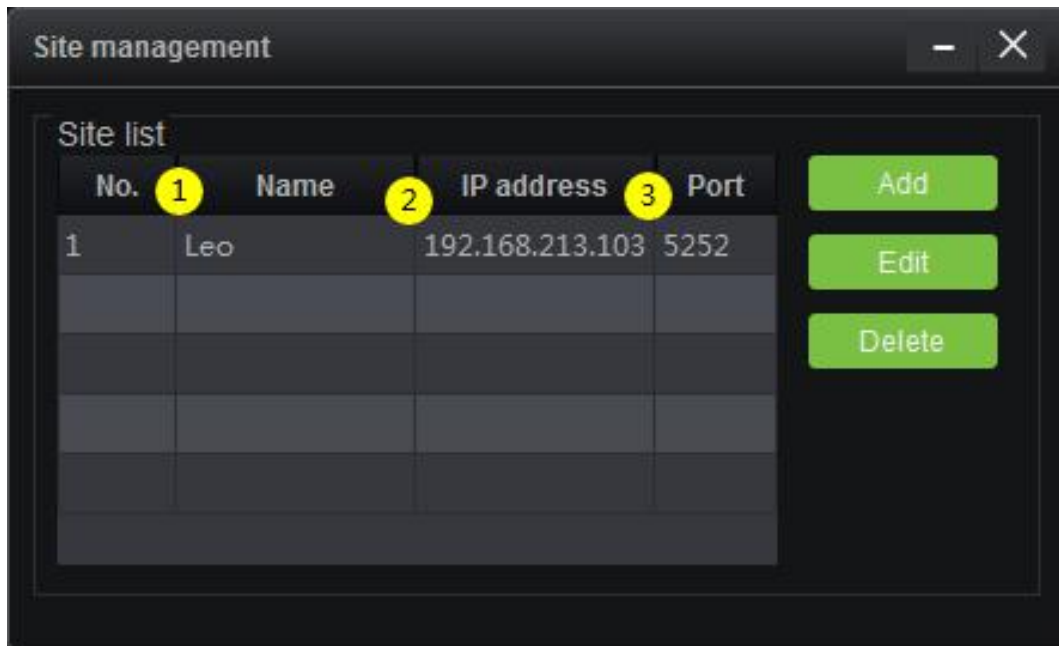 Site management
Site list
No. 1 Name 2 IP address 3 Port
1 Leo 192.168.213.103 5252
Add
Edit
Delete